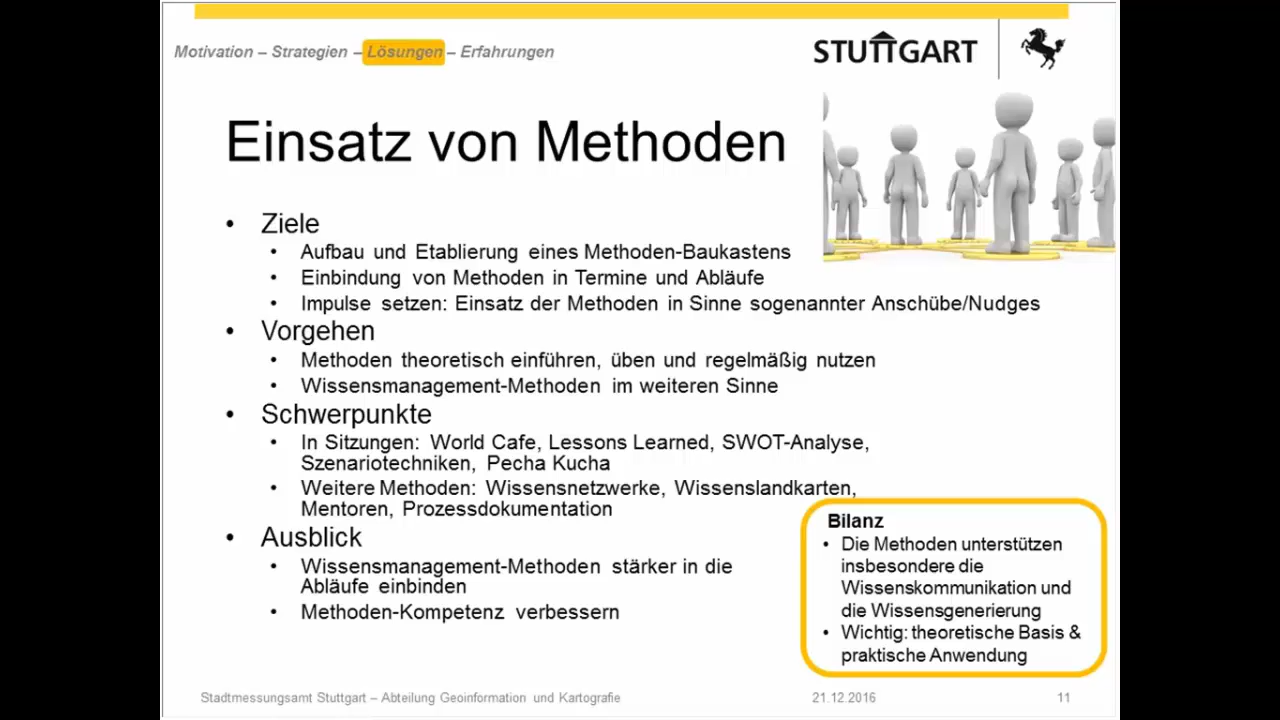 Motivation – Strategien – Lösungen – Erfahrungen
STUTTGART
Einsatz von Methoden
• Ziele
• Aufbau und Etablierung eines Methoden-Baukastens
• Einbindung von Methoden in Termine und Abläufe
• Impulse setzen: Einsatz der Methoden in Sinne sogenannter Anschübe/Nudges
• Vorgehen
• Methoden theoretisch einführen, üben und regelmäßig nutzen
• Wissensmanagement-Methoden im weiteren Sinne
• Schwerpunkte
• In Sitzungen: World Cafe, Lessons Learned, SWOT-Analyse,
Szenariotechniken, Pecha Kucha
• Weitere Methoden: Wissensnetzwerke, Wissenslandkarten,
Mentoren, Prozessdokumentation
• Ausblick
• Wissensmanagement-Methoden stärker in die
Abläufe einbinden
• Methoden-Kompetenz verbessern
Bilanz
• Die Methoden unterstützen
insbesondere die
Wissenskommunikation und
die Wissensgenerierung
• Wichtig: theoretische Basis &
praktische Anwendung
Stadtmessungsamt Stuttgart – Abteilung Geoinformation und Kartografie
21.12.2016
11